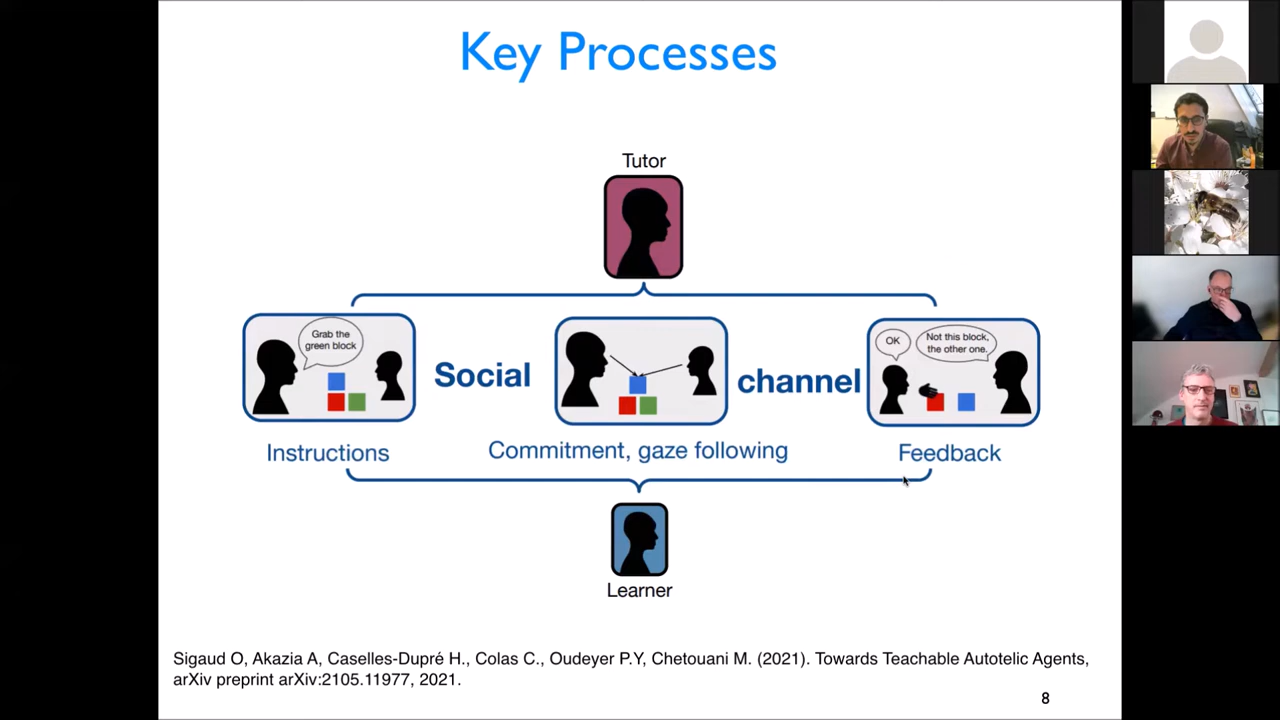 Key Processes
Tutor
Grab the
green block
Social
channel
OK
Not this block,
the other one.
Instructions
Commitment, gaze following
Feedback
Learner
Sigaud O, Akazia A, Caselles-Dupré H., Colas C., Oudeyer P.Y, Chetouani M. (2021). Towards Teachable Autotelic Agents,
arXiv preprint arXiv:2105.11977, 2021.
8